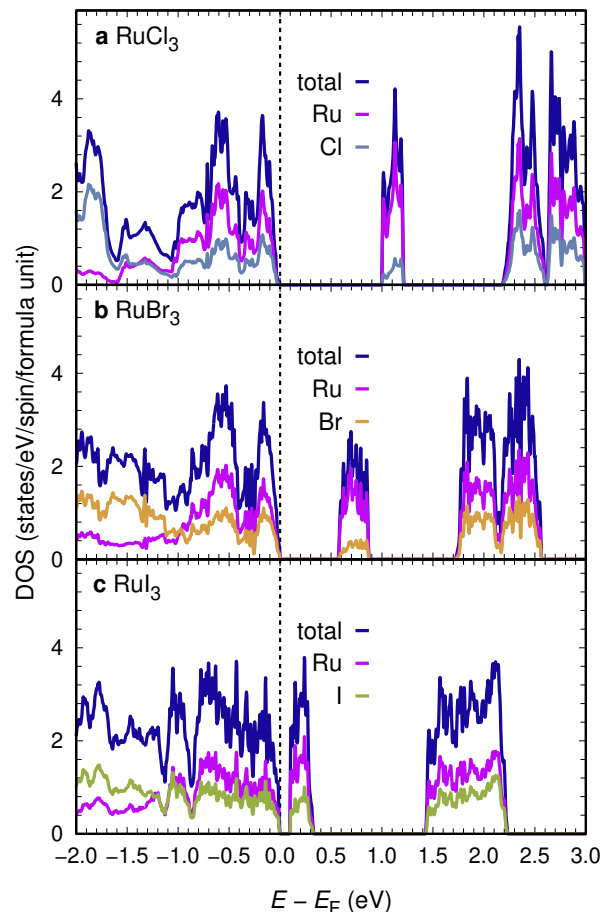 a RuCl₃
total
Ru
Cl
4
2
0
b RuBr₃
total
Ru
Br
4
2
0
c RuI₃
total
Ru
I
4
2
0
DOS (states/eV/spin/formula unit)
−2.0 −1.5 −1.0 −0.5 0.0 0.5 1.0 1.5 2.0 2.5 3.0
E − E_F (eV)